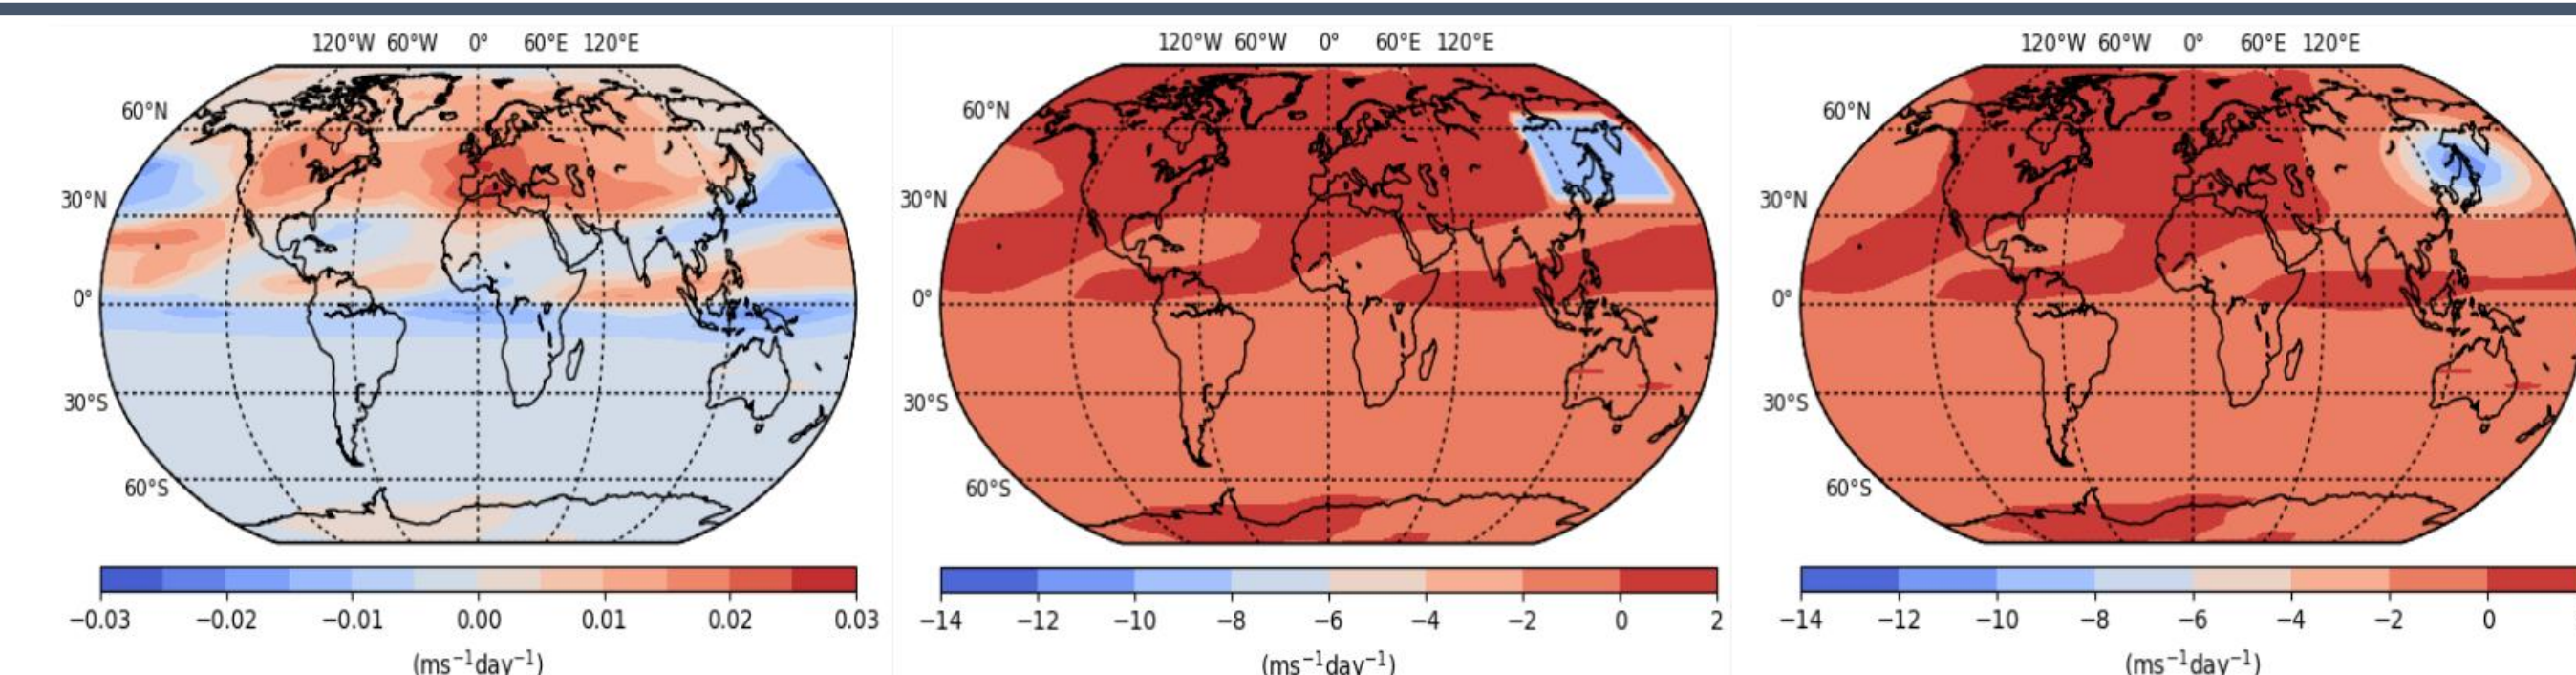 120°W 60°W 0° 60°E 120°E
60°N
30°N
0°
30°S
60°S
−0.03 −0.02 −0.01 0.00 0.01 0.02 0.03
(ms⁻¹day⁻¹)
120°W 60°W 0° 60°E 120°E
60°N
30°N
0°
30°S
60°S
−14 −12 −10 −8 −6 −4 −2 0 2
(ms⁻¹day⁻¹)
120°W 60°W 0° 60°E 120°E
60°N
30°N
0°
30°S
60°S
−14 −12 −10 −8 −6 −4 −2 0
(ms⁻¹day⁻¹)